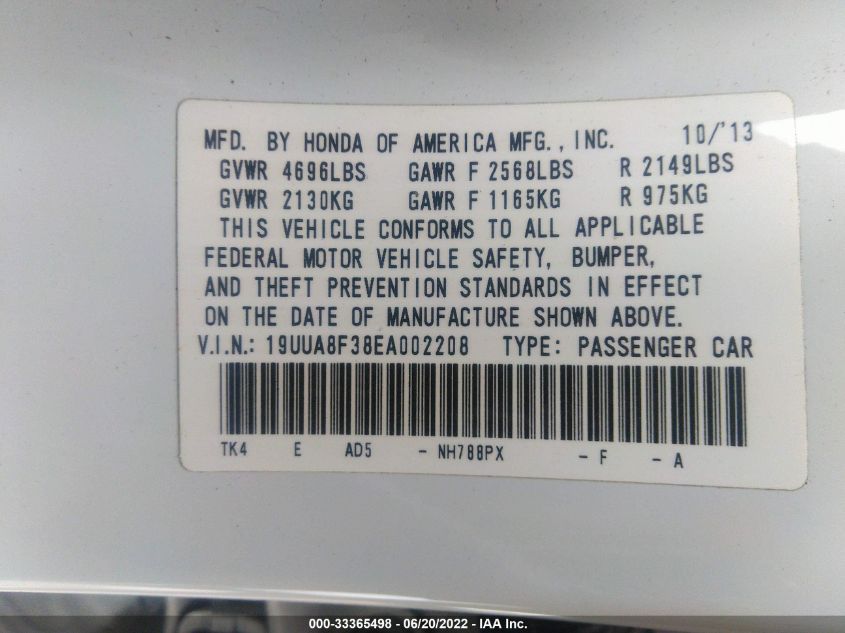 MFD. BY HONDA OF AMERICA MFG., INC. 10/'13
GVWR 4696LBS GAWR F 2568LBS R 2149LBS
GVWR 2130KG GAWR F 1165KG R 975KG
THIS VEHICLE CONFORMS TO ALL APPLICABLE
FEDERAL MOTOR VEHICLE SAFETY, BUMPER,
AND THEFT PREVENTION STANDARDS IN EFFECT
ON THE DATE OF MANUFACTURE SHOWN ABOVE.
V.I.N.: 19UUA8F38EA002208 TYPE: PASSENGER CAR
TK4 E AD5 - NH788PX - F - A
000-33365498 - 06/20/2022 - IAA Inc.